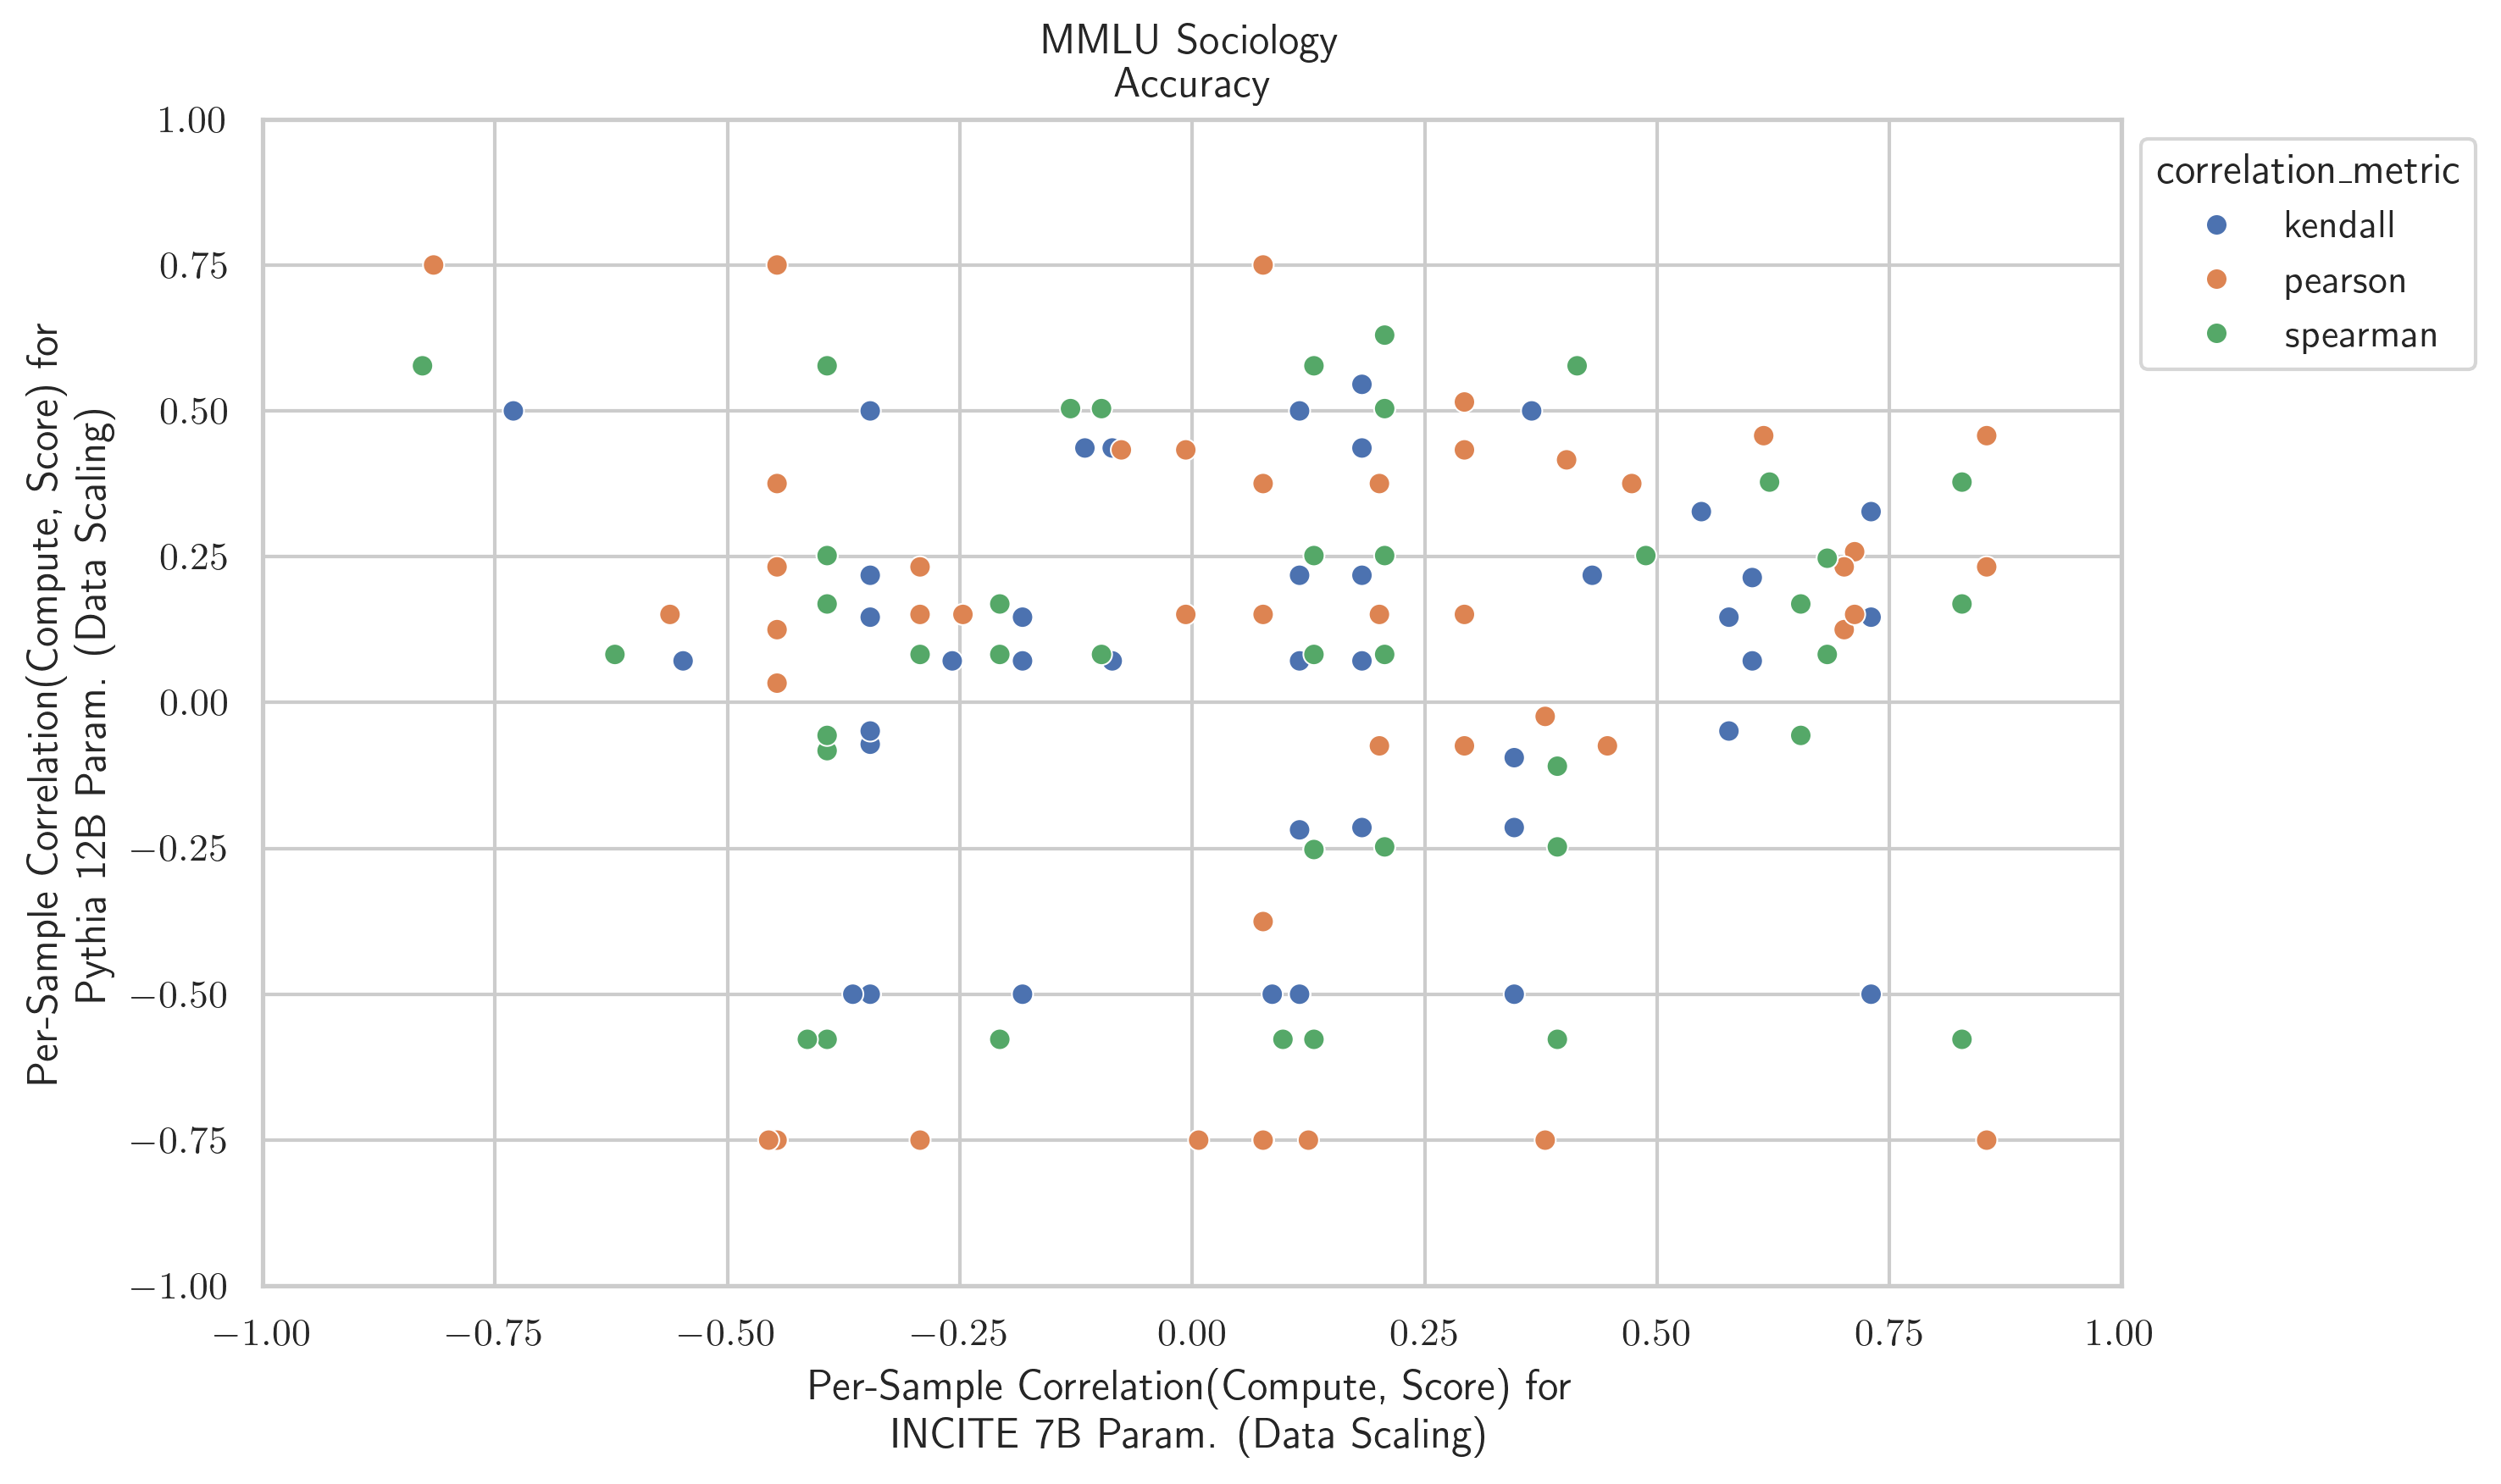 MMLU Sociology
Accuracy
correlation_metric
kendall
pearson
spearman
Per-Sample Correlation(Compute, Score) for
Pythia 12B Param. (Data Scaling)
1.00
0.75
0.50
0.25
0.00
−0.25
−0.50
−0.75
−1.00
−1.00 −0.75 −0.50 −0.25 0.00 0.25 0.50 0.75 1.00
Per-Sample Correlation(Compute, Score) for
INCITE 7B Param. (Data Scaling)